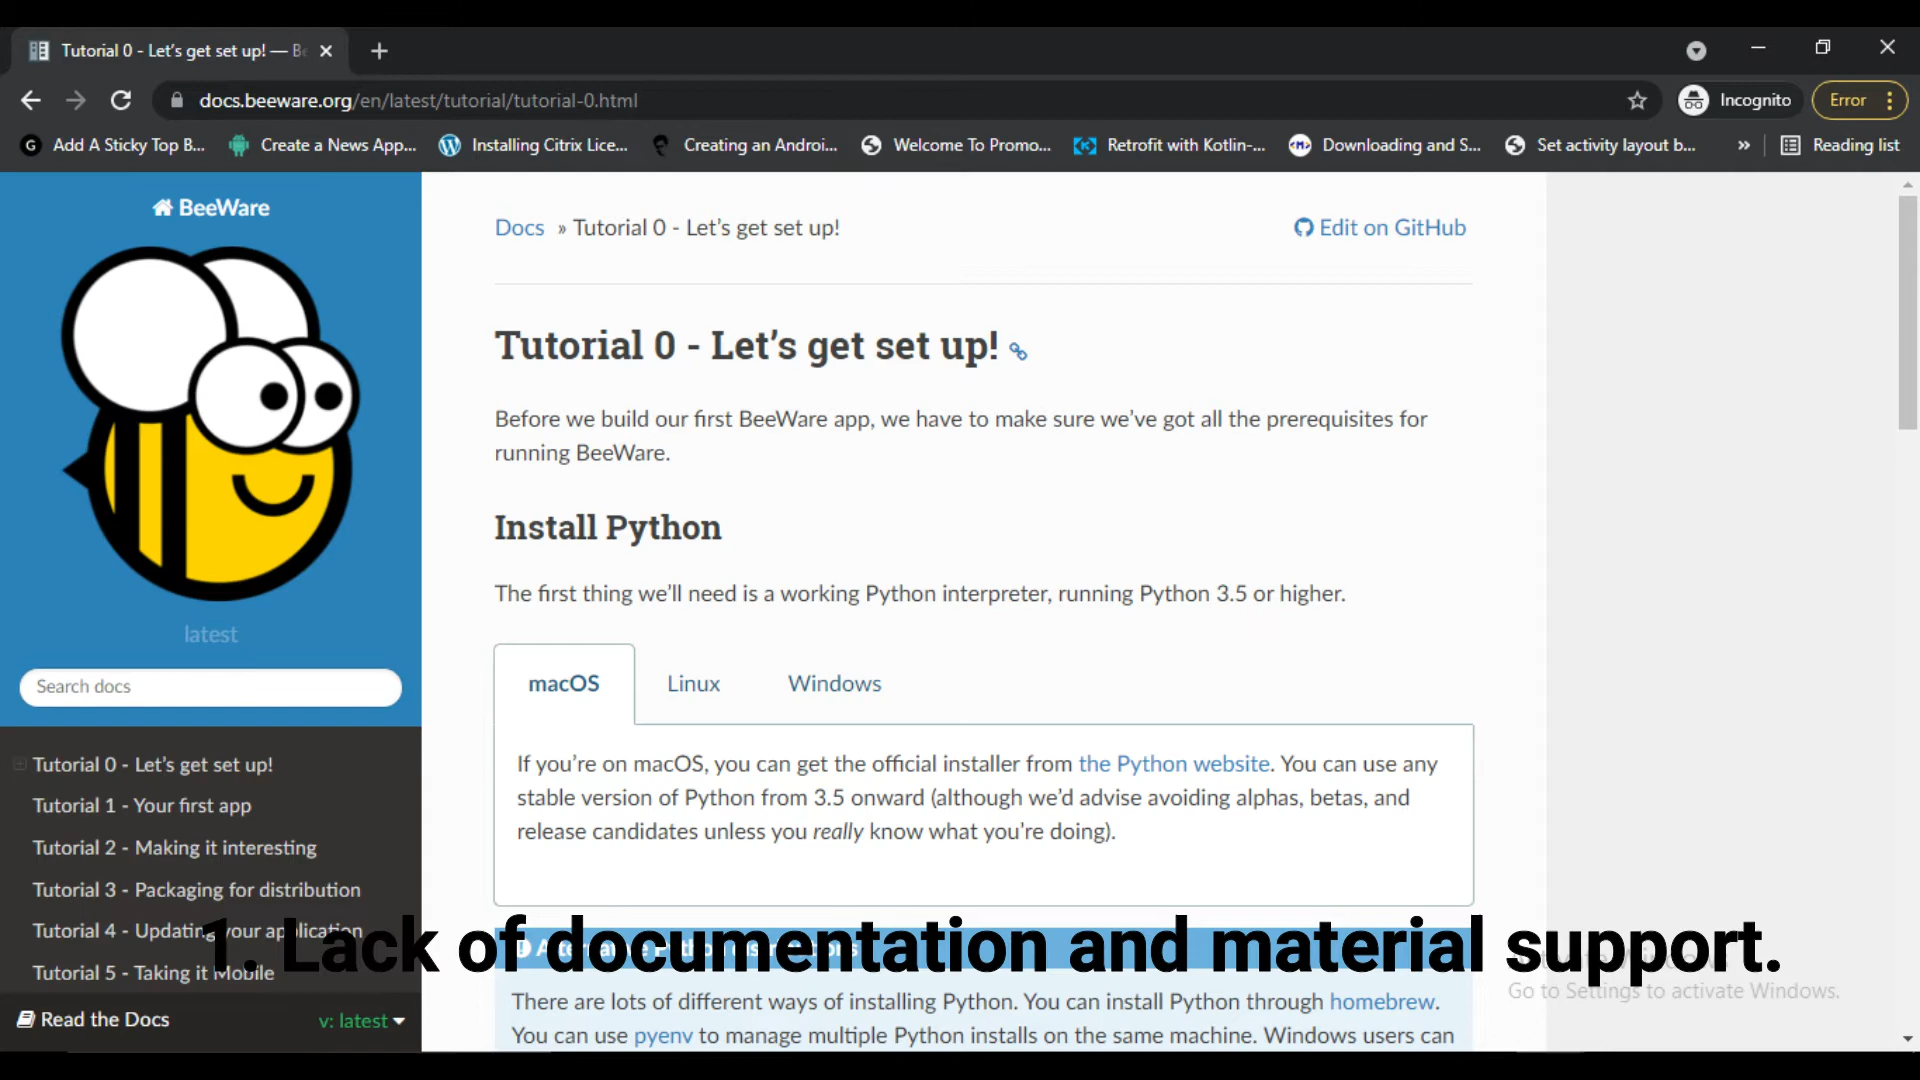 Tutorial 0 - Let's get set up! — Be
docs.beeware.org/en/latest/tutorial/tutorial-0.html
Incognito
Error
Add A Sticky Top B...
Create a News App...
Installing Citrix Lice...
Creating an Androi...
Welcome To Promo...
Retrofit with Kotlin-...
Downloading and S...
Set activity layout b...
»
Reading list
BeeWare
latest
Search docs
Tutorial 0 - Let's get set up!
Tutorial 1 - Your first app
Tutorial 2 - Making it interesting
Tutorial 3 - Packaging for distribution
Tutorial 4 - Updating your application
Tutorial 5 - Taking it Mobile
Read the Docs
v: latest
Docs » Tutorial 0 - Let's get set up!
Edit on GitHub
Tutorial 0 - Let's get set up!
Before we build our first BeeWare app, we have to make sure we've got all the prerequisites for
running BeeWare.
Install Python
The first thing we'll need is a working Python interpreter, running Python 3.5 or higher.
macOS
Linux
Windows
If you're on macOS, you can get the official installer from the Python website. You can use any
stable version of Python from 3.5 onward (although we'd advise avoiding alphas, betas, and
release candidates unless you really know what you're doing).
1. Lack of documentation and material support.
Go to Settings to activate Windows.
There are lots of different ways of installing Python. You can install Python through homebrew.
You can use pyenv to manage multiple Python installs on the same machine. Windows users can